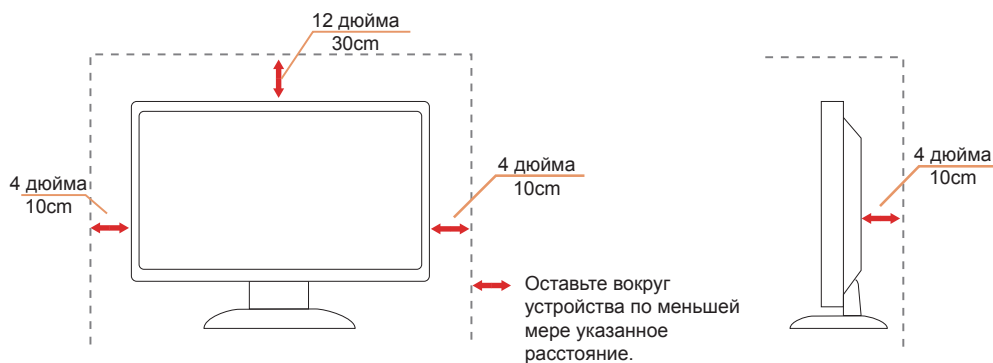 12 дюйма
30cm
4 дюйма
10cm
4 дюйма
10cm
Оставьте вокруг
устройства по меньшей
мере указанное
расстояние.
4 дюйма
10cm